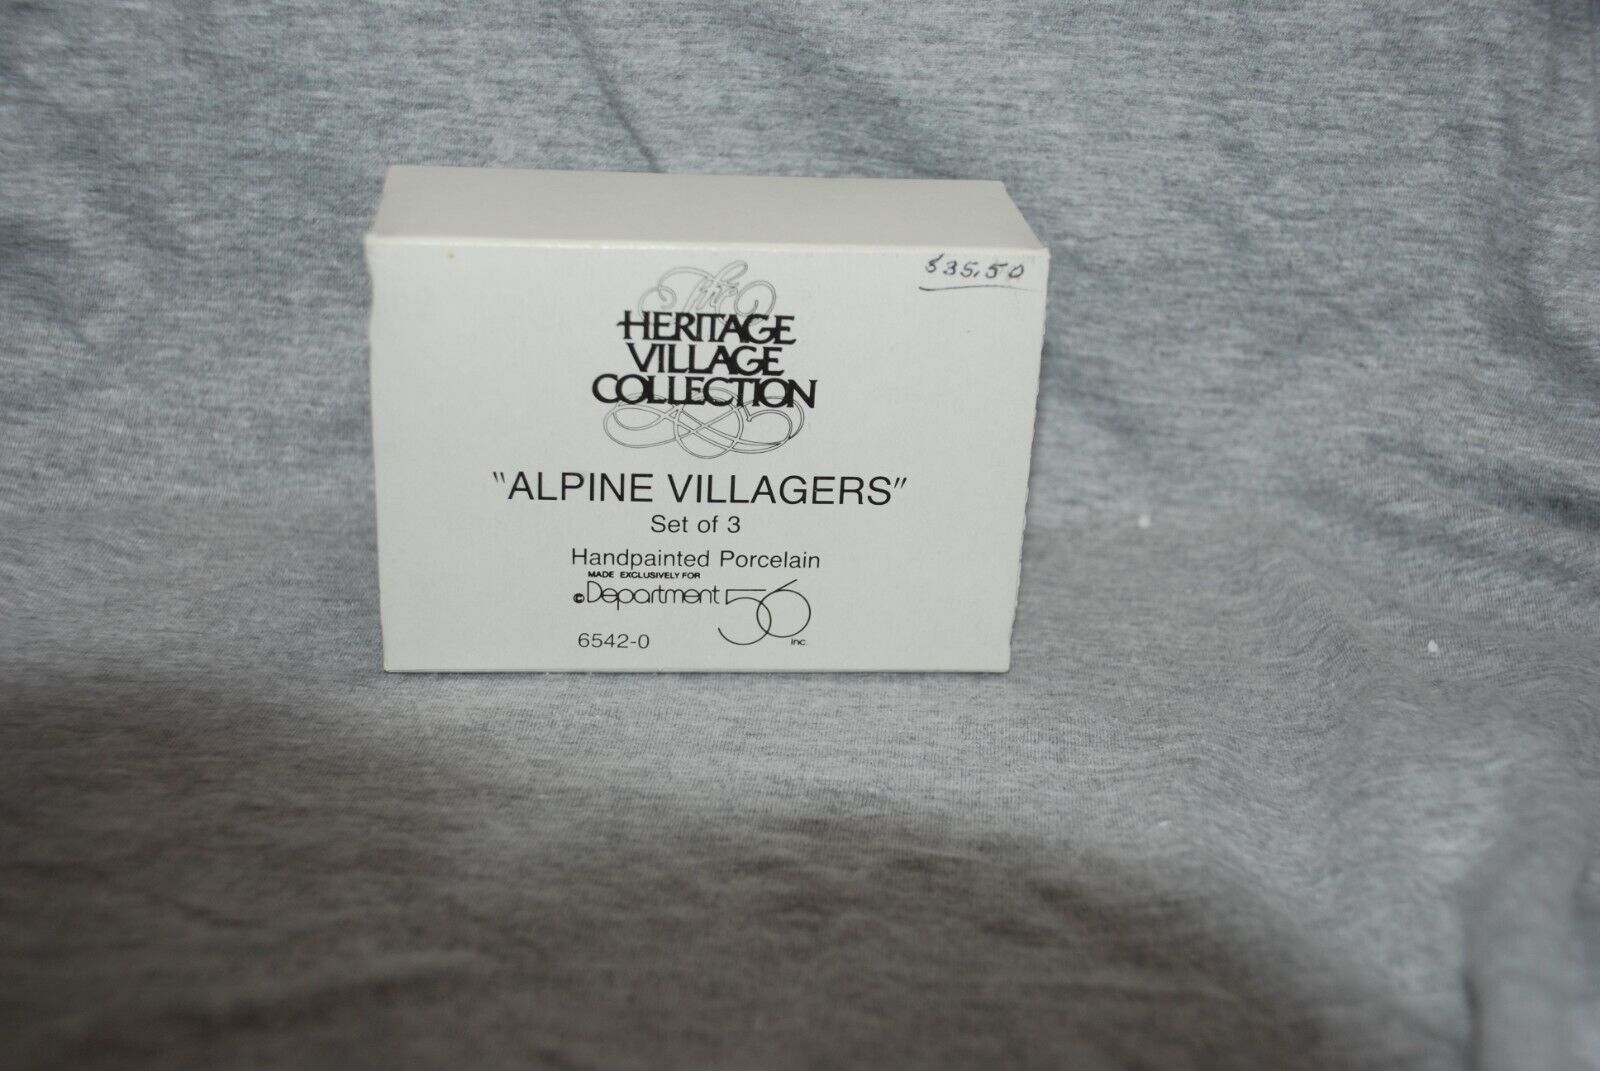 $35.50
The
HERITAGE
VILLAGE
COLLECTION
"ALPINE VILLAGERS"
Set of 3
Handpainted Porcelain
MADE EXCLUSIVELY FOR
©Department 56 inc.
6542-0